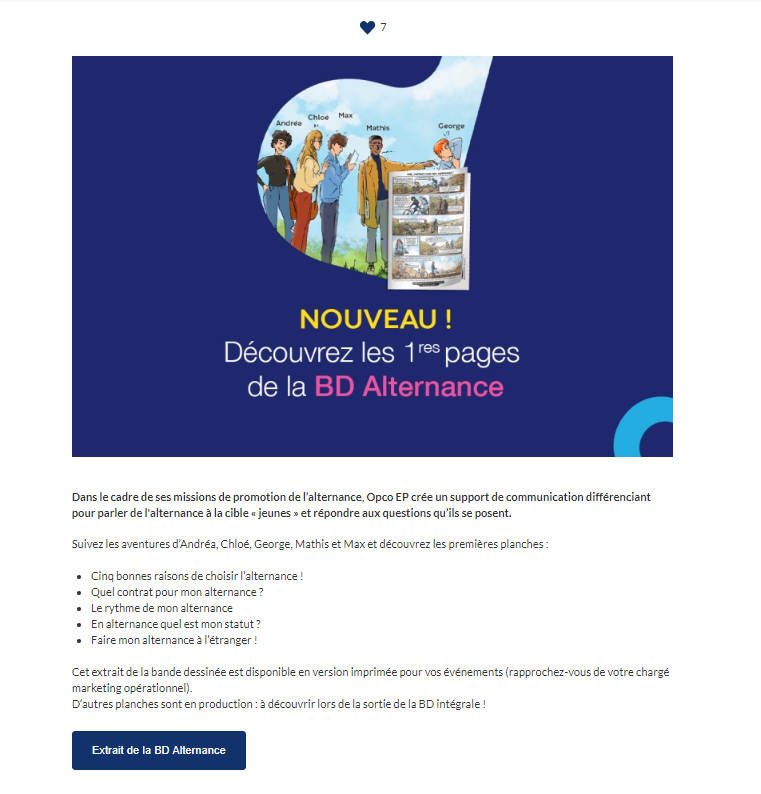 7
Andréa
Chloé
Max
Mathis
George
NOUVEAU !
Découvrez les 1res pages
de la BD Alternance
Dans le cadre de ses missions de promotion de l'alternance, Opco EP crée un support de communication différenciant
pour parler de l'alternance à la cible « jeunes » et répondre aux questions qu'ils se posent.
Suivez les aventures d'Andréa, Chloé, George, Mathis et Max et découvrez les premières planches :
• Cinq bonnes raisons de choisir l'alternance !
• Quel contrat pour mon alternance ?
• Le rythme de mon alternance
• En alternance quel est mon statut ?
• Faire mon alternance à l'étranger !
Cet extrait de la bande dessinée est disponible en version imprimée pour vos événements (rapprochez-vous de votre chargé
marketing opérationnel).
D'autres planches sont en production : à découvrir lors de la sortie de la BD intégrale !
Extrait de la BD Alternance